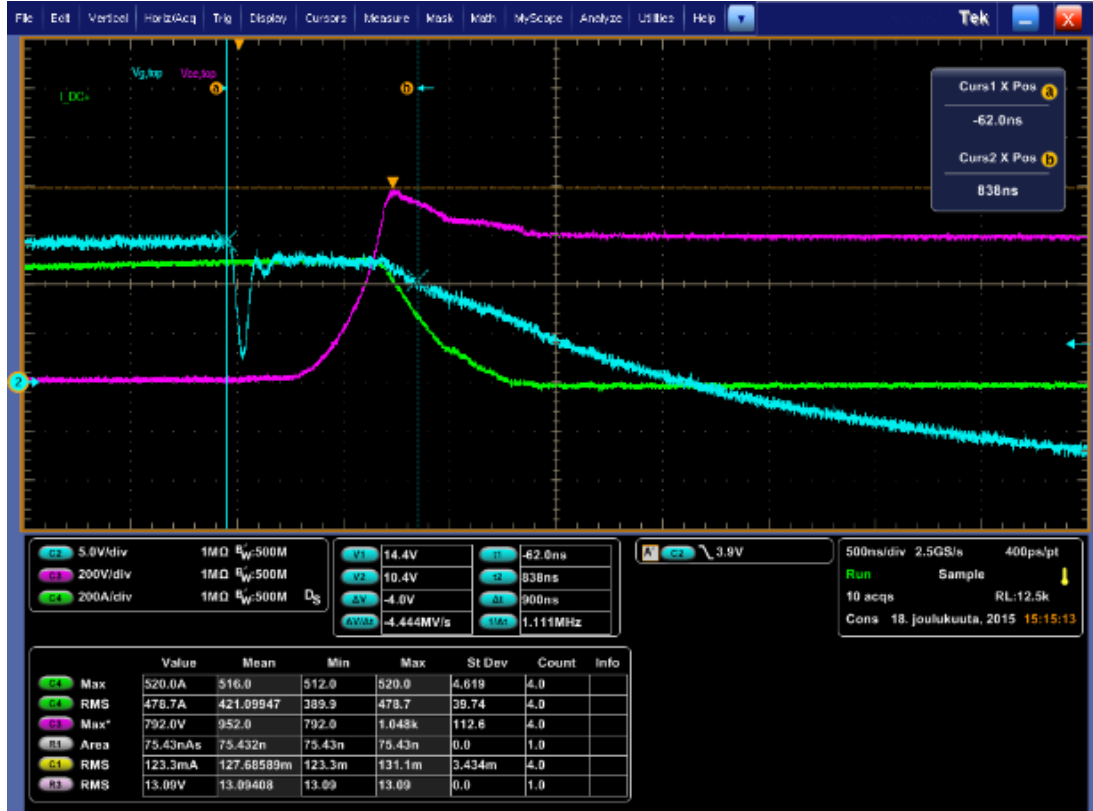 File Edit Vertical Horiz/Acq Trig Display Cursors Measure Mask Math MyScope Analyze Utilities Help Tek
Vg,top Vce,top
I_DC+
a b
Curs1 X Pos a
-62.0ns
Curs2 X Pos b
838ns
2
C2 5.0V/div 1MΩ BW:500M
C3 200V/div 1MΩ BW:500M
C4 200A/div 1MΩ BW:500M DS
V1 14.4V t1 -62.0ns
V2 10.4V t2 838ns
ΔV -4.0V Δt 900ns
ΔV/Δt -4.444MV/s 1/Δt 1.111MHz
A' C2 3.9V
500ns/div 2.5GS/s 400ps/pt
Run Sample
10 acqs RL:12.5k
Cons 18. joulukuuta, 2015 15:15:13
Value Mean Min Max St Dev Count Info
C4 Max 520.0A 516.0 512.0 520.0 4.619 4.0
C4 RMS 478.7A 421.09947 389.9 478.7 39.74 4.0
C3 Max* 792.0V 952.0 792.0 1.048k 112.6 4.0
R1 Area 75.43nAs 75.432n 75.43n 75.43n 0.0 1.0
C1 RMS 123.3mA 127.68589m 123.3m 131.1m 3.434m 4.0
R3 RMS 13.09V 13.09408 13.09 13.09 0.0 1.0